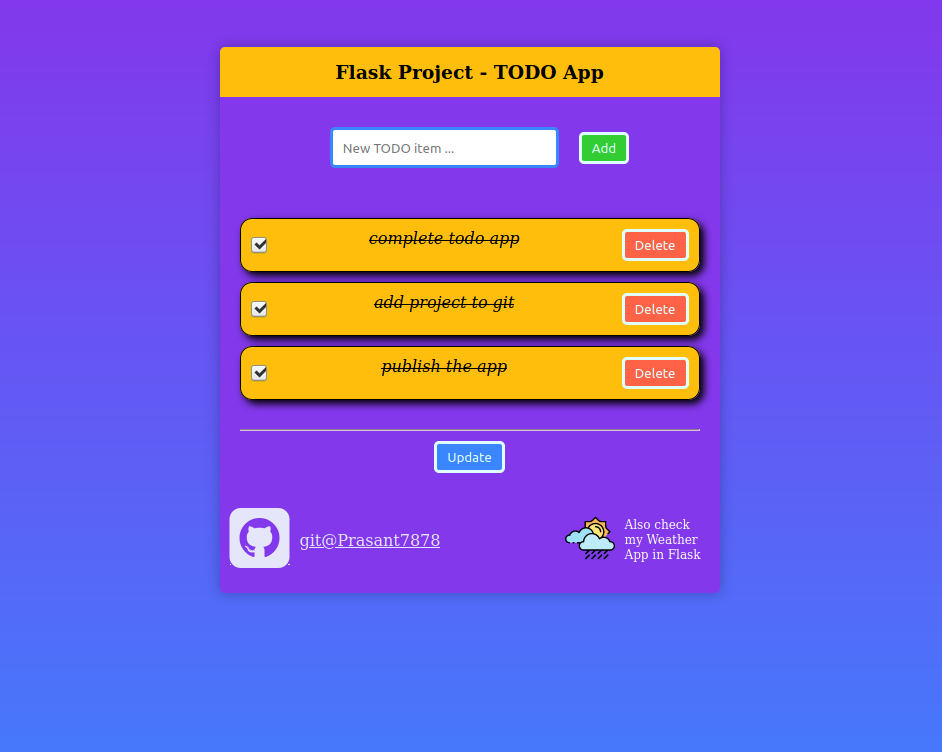 Flask Project - TODO App
New TODO item ...
Add
complete todo app
Delete
add project to git
Delete
publish the app
Delete
Update
git@Prasant7878
Also check
my Weather
App in Flask